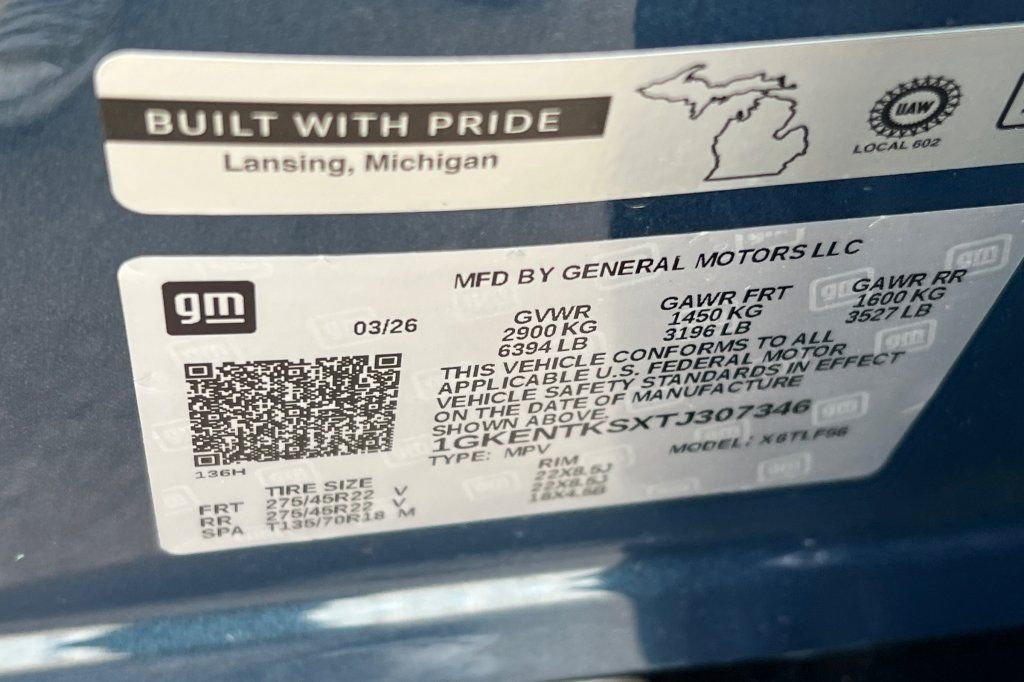 BUILT WITH PRIDE
Lansing, Michigan
UAW
LOCAL 602
gm
MFD BY GENERAL MOTORS LLC
03/26
GVWR GAWR FRT GAWR RR
2900 KG 1450 KG 1600 KG
6394 LB 3196 LB 3527 LB
THIS VEHICLE CONFORMS TO ALL
APPLICABLE U.S. FEDERAL MOTOR
VEHICLE SAFETY STANDARDS IN EFFECT
ON THE DATE OF MANUFACTURE
SHOWN ABOVE.
1GKENTKSXTJ307346
TYPE: MPV MODEL:
136H
TIRE SIZE RIM
FRT 275/45R22 V 22X8.5J
RR 275/45R22 V 22X8.5J
SPA T135/70R18 M 18X4.5B